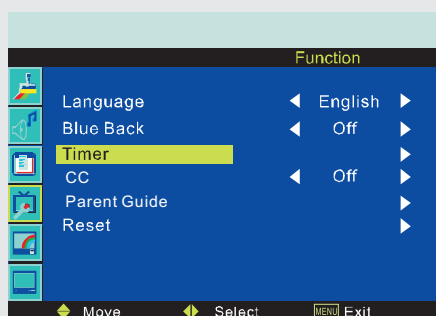 Function
Language English
Blue Back Off
Timer
CC Off
Parent Guide
Reset
Move Select MENU Exit